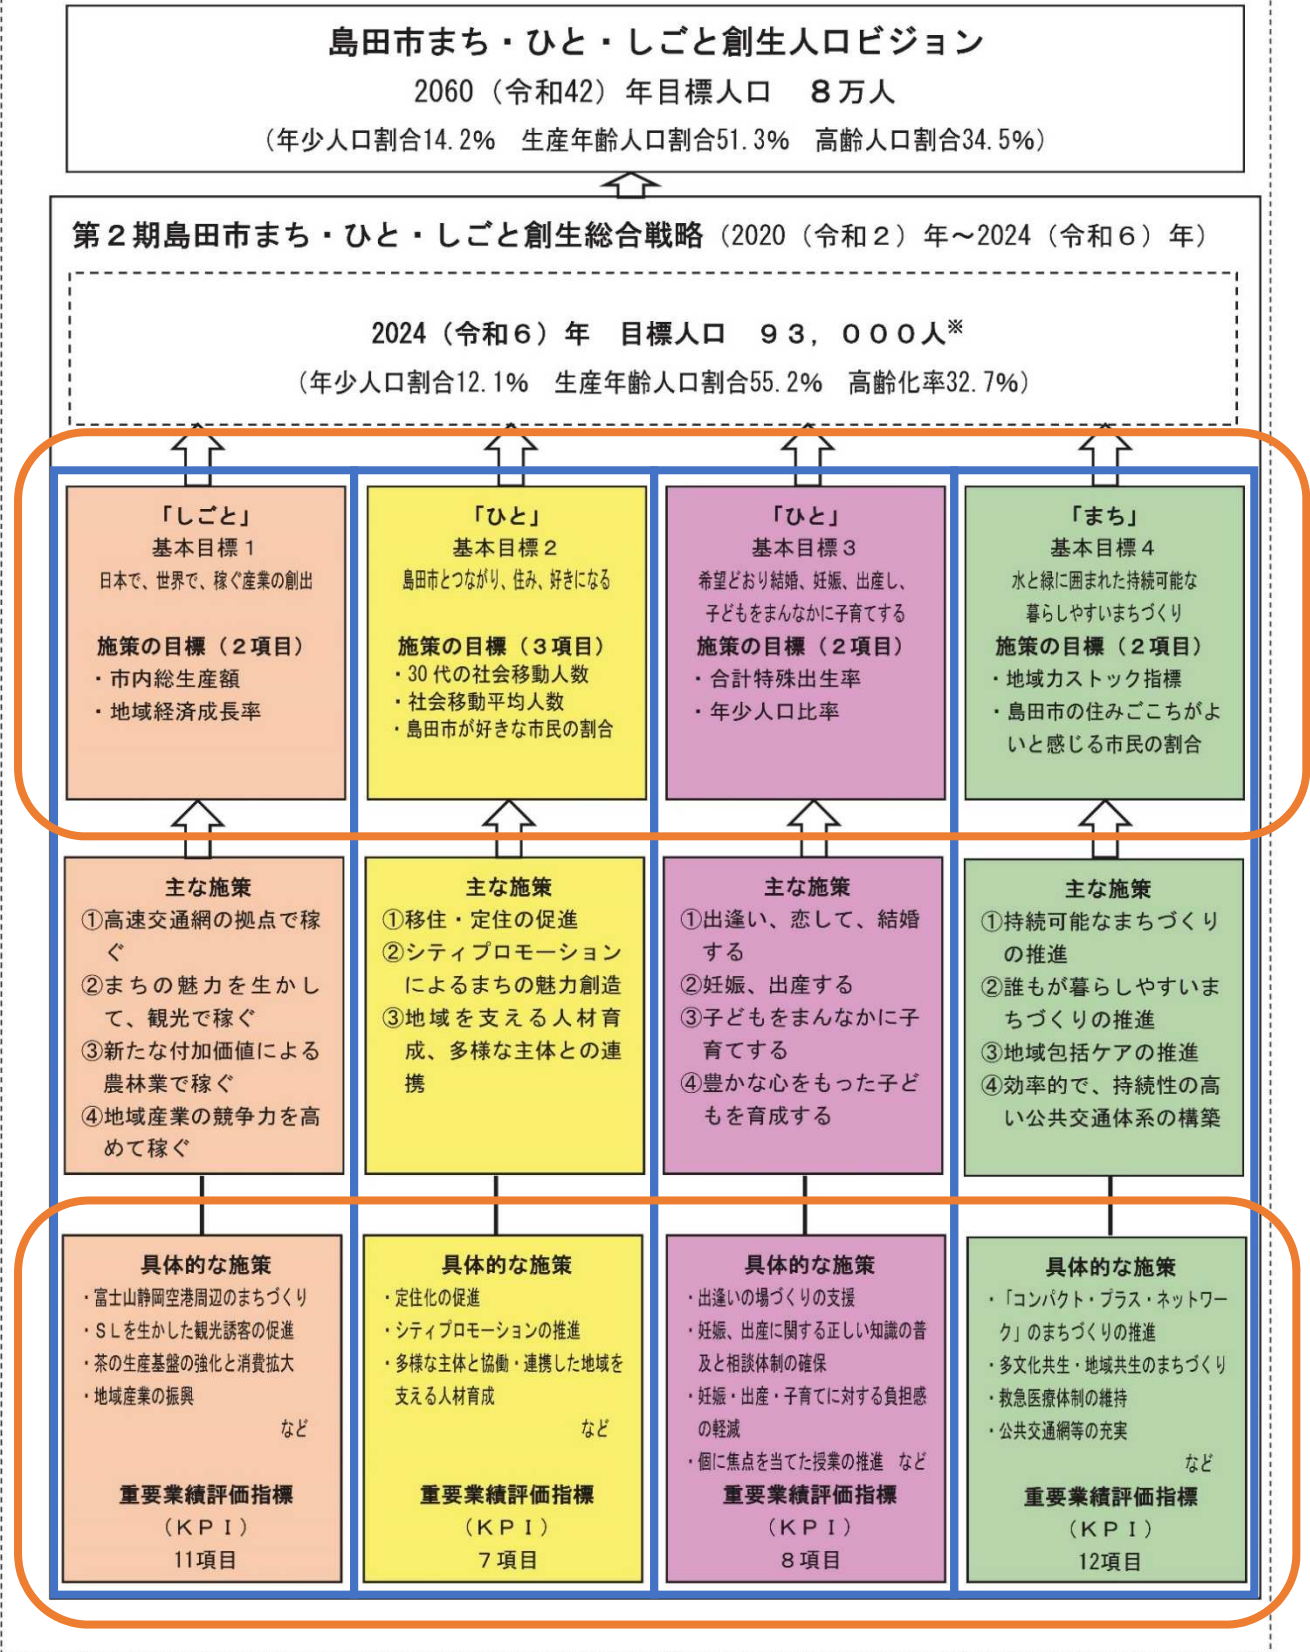 島田市まち・ひと・しごと創生人口ビジョン
2060（令和42）年目標人口　８万人
（年少人口割合14.2%　生産年齢人口割合51.3%　高齢人口割合34.5%）
第２期島田市まち・ひと・しごと創生総合戦略（2020（令和２）年～2024（令和６）年）
2024（令和６）年　目標人口　９３，０００人※
（年少人口割合12.1%　生産年齢人口割合55.2%　高齢化率32.7%）
「しごと」
基本目標１
日本で、世界で、稼ぐ産業の創出
施策の目標（２項目）
・市内総生産額
・地域経済成長率
「ひと」
基本目標２
島田市とつながり、住み、好きになる
施策の目標（３項目）
・30代の社会移動人数
・社会移動平均人数
・島田市が好きな市民の割合
「ひと」
基本目標３
希望どおり結婚、妊娠、出産し、
子どもをまんなかに子育てする
施策の目標（２項目）
・合計特殊出生率
・年少人口比率
「まち」
基本目標４
水と緑に囲まれた持続可能な
暮らしやすいまちづくり
施策の目標（２項目）
・地域力ストック指標
・島田市の住みごこちがよ
いと感じる市民の割合
主な施策
①高速交通網の拠点で稼
ぐ
②まちの魅力を生かし
て、観光で稼ぐ
③新たな付加価値による
農林業で稼ぐ
④地域産業の競争力を高
めて稼ぐ
主な施策
①移住・定住の促進
②シティプロモーション
によるまちの魅力創造
③地域を支える人材育
成、多様な主体との連
携
主な施策
①出逢い、恋して、結婚
する
②妊娠、出産する
③子どもをまんなかに子
育てする
④豊かな心をもった子ど
もを育成する
主な施策
①持続可能なまちづくり
の推進
②誰もが暮らしやすいま
ちづくりの推進
③地域包括ケアの推進
④効率的で、持続性の高
い公共交通体系の構築
具体的な施策
・富士山静岡空港周辺のまちづくり
・ＳＬを生かした観光誘客の促進
・茶の生産基盤の強化と消費拡大
・地域産業の振興
など
重要業績評価指標
（ＫＰＩ）
11項目
具体的な施策
・定住化の促進
・シティプロモーションの推進
・多様な主体と協働・連携した地域を
支える人材育成
など
重要業績評価指標
（ＫＰＩ）
７項目
具体的な施策
・出逢いの場づくりの支援
・妊娠、出産に関する正しい知識の普
及と相談体制の確保
・妊娠・出産・子育てに対する負担感
の軽減
・個に焦点を当てた授業の推進　など
重要業績評価指標
（ＫＰＩ）
８項目
具体的な施策
・「コンパクト・プラス・ネットワー
ク」のまちづくりの推進
・多文化共生・地域共生のまちづくり
・救急医療体制の維持
・公共交通網等の充実
など
重要業績評価指標
（ＫＰＩ）
12項目